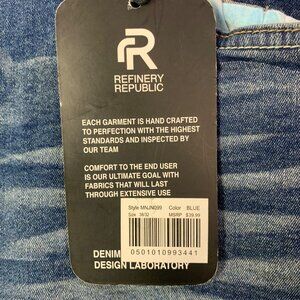 REFINERY
REPUBLIC
EACH GARMENT IS HAND CRAFTED
TO PERFECTION WITH THE HIGHEST
STANDARDS AND INSPECTED BY
OUR TEAM
COMFORT TO THE END USER
IS OUR ULTIMATE GOAL WITH
FABRICS THAT WILL LAST
THROUGH EXTENSIVE USE
Style MNJN099 Color BLUE
Size 3632 MSRP $39.99
0501010993441
DENIM
DESIGN LABORATORY